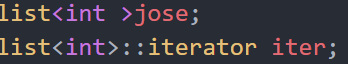 list<int >jose;
list<int>::iterator iter;